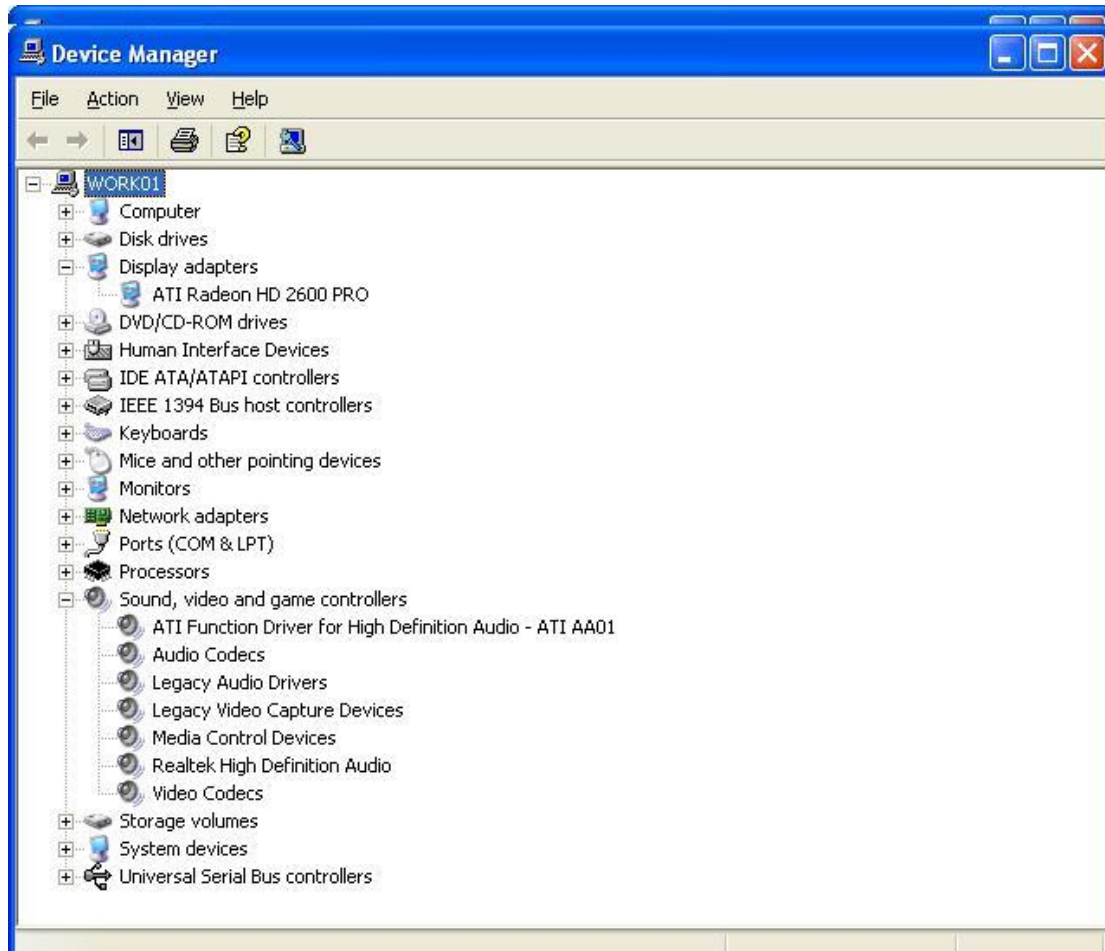 Device Manager
File Action View Help
WORK01
Computer
Disk drives
Display adapters
ATI Radeon HD 2600 PRO
DVD/CD-ROM drives
Human Interface Devices
IDE ATA/ATAPI controllers
IEEE 1394 Bus host controllers
Keyboards
Mice and other pointing devices
Monitors
Network adapters
Ports (COM & LPT)
Processors
Sound, video and game controllers
ATI Function Driver for High Definition Audio - ATI AA01
Audio Codecs
Legacy Audio Drivers
Legacy Video Capture Devices
Media Control Devices
Realtek High Definition Audio
Video Codecs
Storage volumes
System devices
Universal Serial Bus controllers